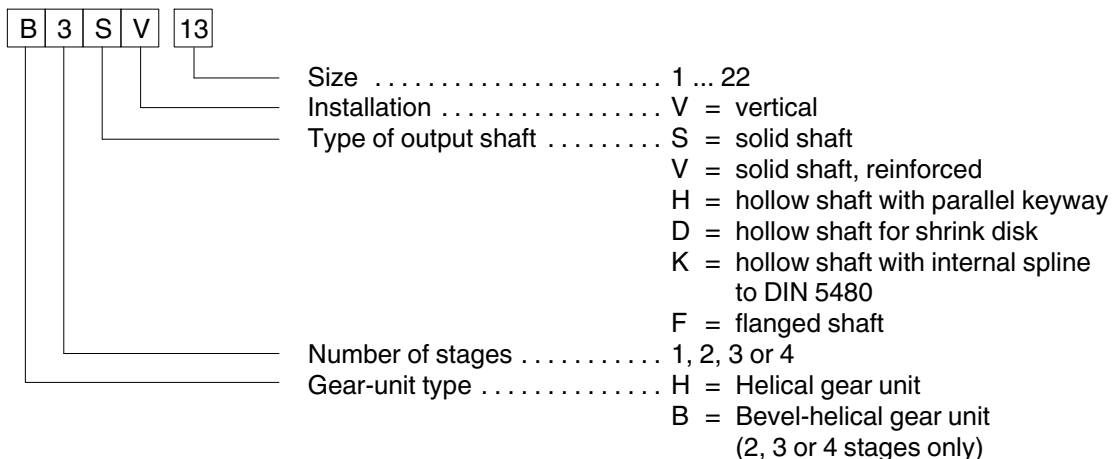 B 3 S V 13
Size . . . . . . . . . . . . . . . . . . . . . . 1 ... 22
Installation . . . . . . . . . . . . . . . . . V = vertical
Type of output shaft . . . . . . . . . S = solid shaft
V = solid shaft, reinforced
H = hollow shaft with parallel keyway
D = hollow shaft for shrink disk
K = hollow shaft with internal spline
to DIN 5480
F = flanged shaft
Number of stages . . . . . . . . . . . 1, 2, 3 or 4
Gear-unit type . . . . . . . . . . . . . . H = Helical gear unit
B = Bevel-helical gear unit
(2, 3 or 4 stages only)